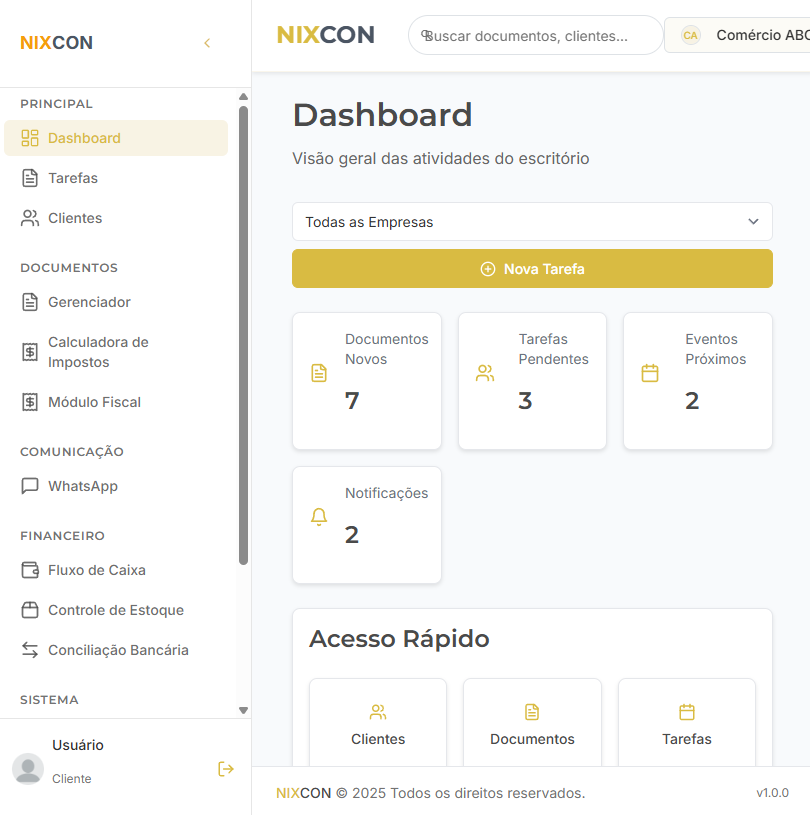 NIXCON
PRINCIPAL
Dashboard
Tarefas
Clientes
DOCUMENTOS
Gerenciador
Calculadora de
Impostos
Módulo Fiscal
COMUNICAÇÃO
WhatsApp
FINANCEIRO
Fluxo de Caixa
Controle de Estoque
Conciliação Bancária
SISTEMA
Usuário
Cliente
NIXCON
Buscar documentos, clientes...
CA
Comércio ABC
Dashboard
Visão geral das atividades do escritório
Todas as Empresas
Nova Tarefa
Documentos
Novos
7
Tarefas
Pendentes
3
Eventos
Próximos
2
Notificações
2
Acesso Rápido
Clientes
Documentos
Tarefas
NIXCON © 2025 Todos os direitos reservados.
v1.0.0